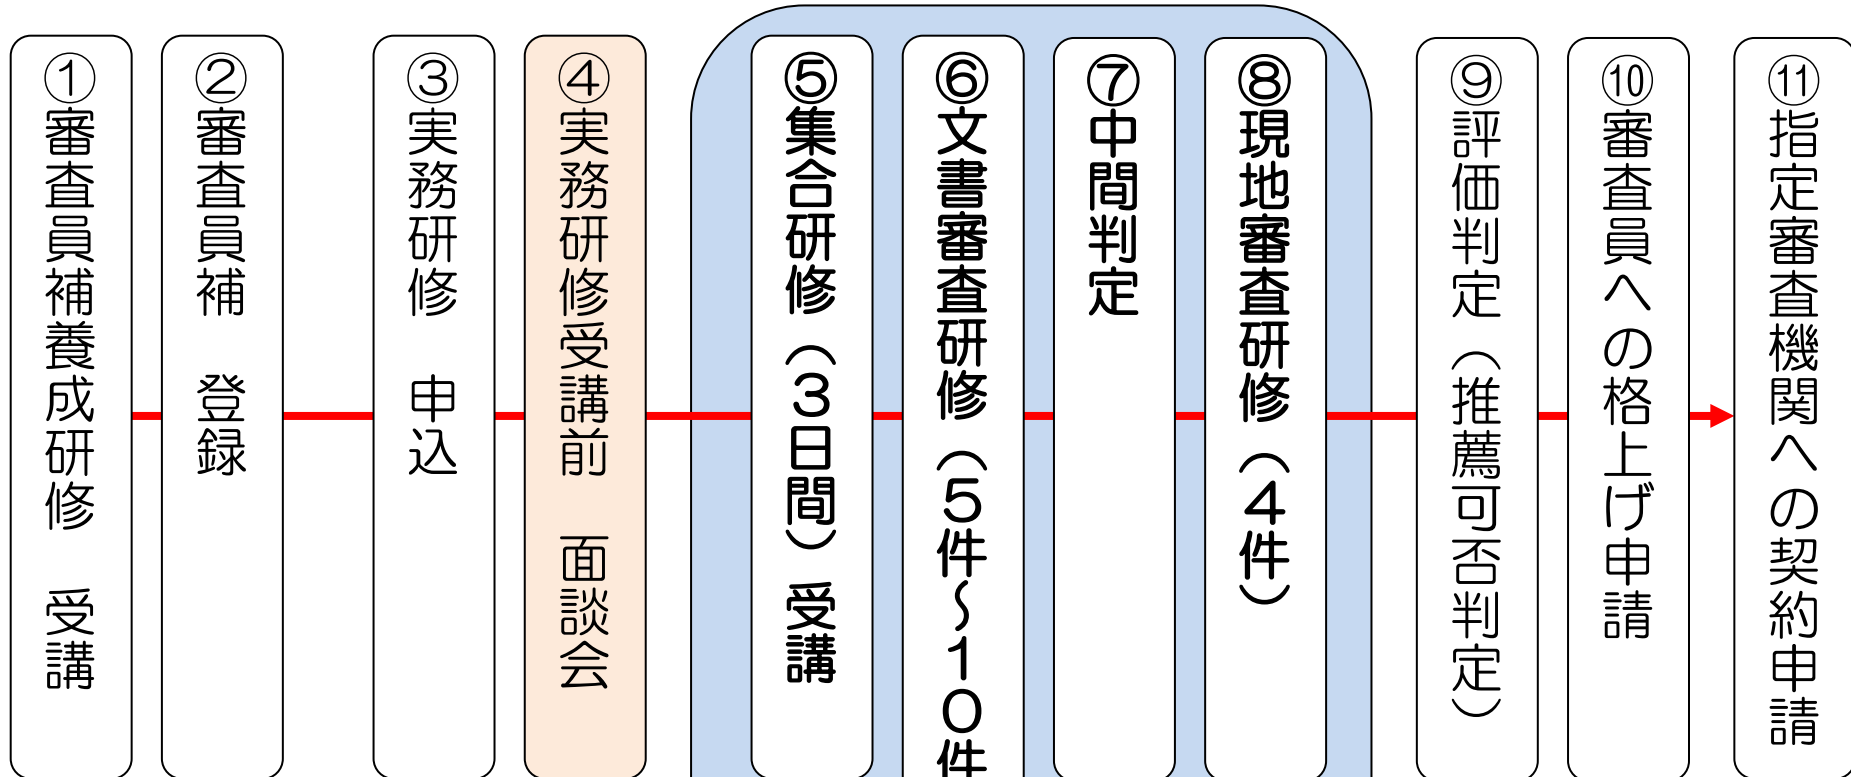 ①審査員補養成研修　受講
②審査員補　登録
③実務研修　申込
④実務研修受講前　面談会
⑤集合研修（３日間）受講
⑥文書審査研修（５件～１０件
⑦中間判定
⑧現地審査研修（４件）
⑨評価判定（推薦可否判定）
⑩審査員への格上げ申請
⑪指定審査機関への契約申請